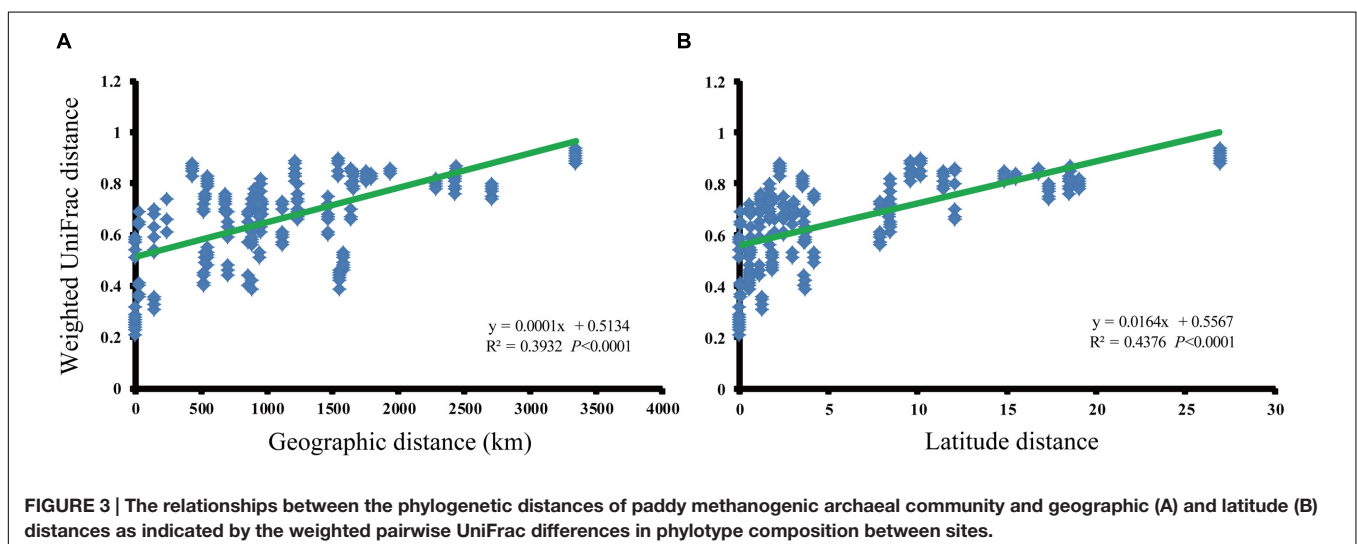 A
B
Weighted UniFrac distance
1.2
1
0.8
0.6
0.4
0.2
0
y = 0.0001x + 0.5134
R² = 0.3932 P<0.0001
0 500 1000 1500 2000 2500 3000 3500 4000
Geographic distance (km)
1.2
1
0.8
0.6
0.4
0.2
0
y = 0.0164x + 0.5567
R² = 0.4376 P<0.0001
0 5 10 15 20 25 30
Latitude distance
FIGURE 3 | The relationships between the phylogenetic distances of paddy methanogenic archaeal community and geographic (A) and latitude (B)
distances as indicated by the weighted pairwise UniFrac differences in phylotype composition between sites.